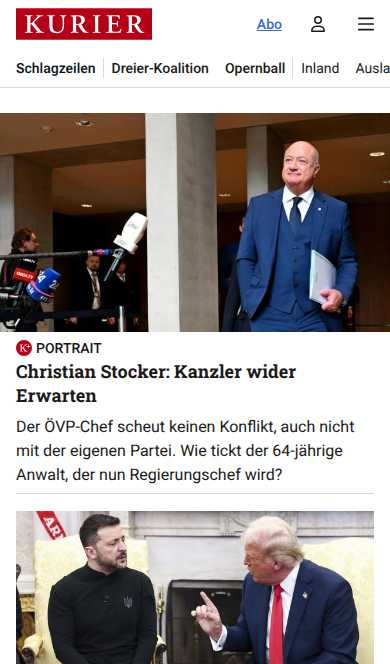 KURIER
Abo
Schlagzeilen
Dreier-Koalition
Opernball
Inland
Ausla
K+ PORTRAIT
Christian Stocker: Kanzler wider
Erwarten
Der ÖVP-Chef scheut keinen Konflikt, auch nicht
mit der eigenen Partei. Wie tickt der 64-jährige
Anwalt, der nun Regierungschef wird?